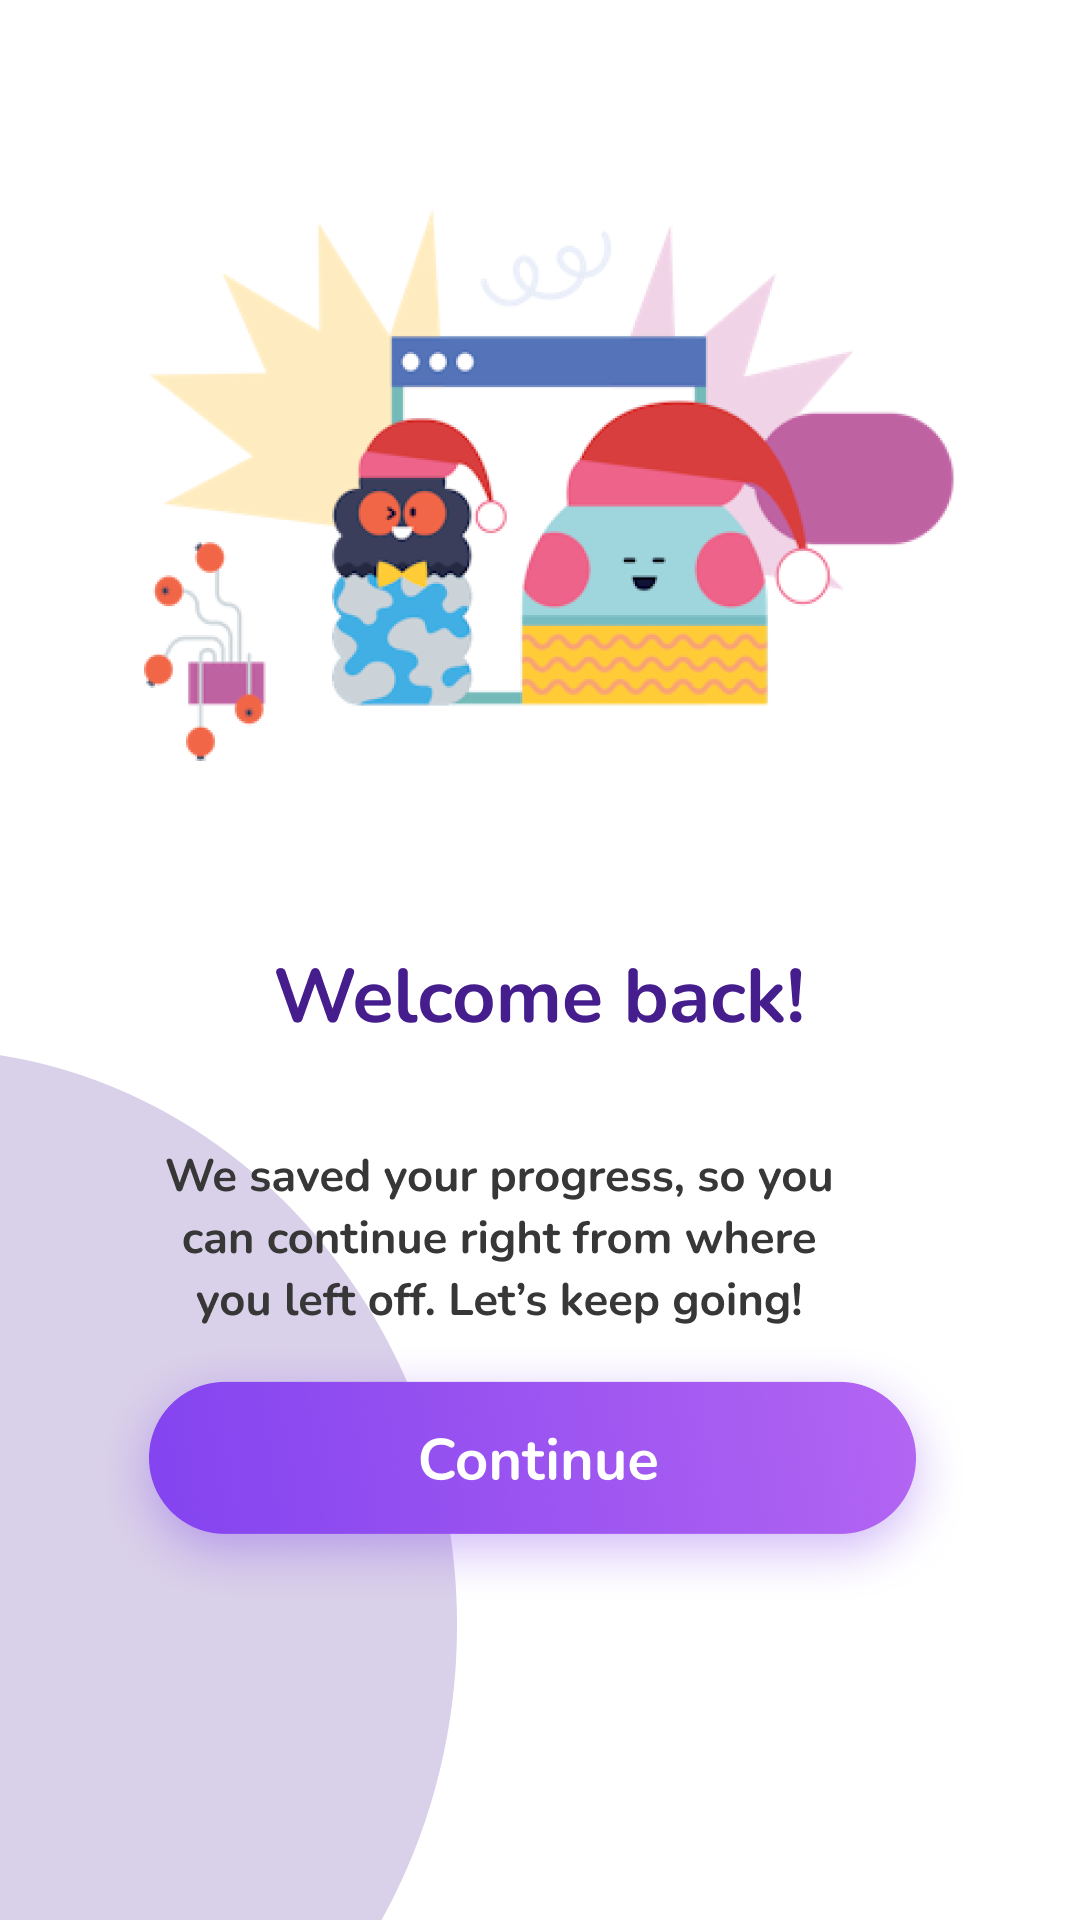 Welcome back!
We saved your progress, so you
can continue right from where
you left off. Let’s keep going!
Continue